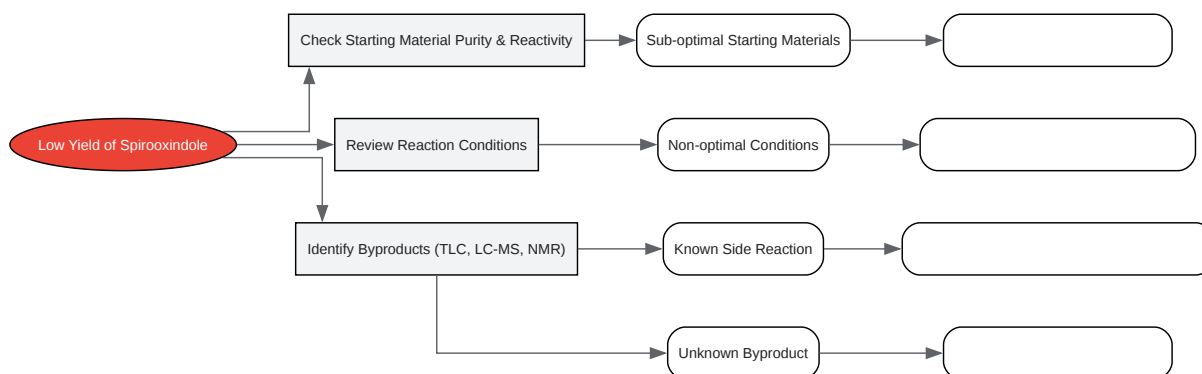 Check Starting Material Purity & Reactivity
Sub-optimal Starting Materials
Low Yield of Spirooxindole
Review Reaction Conditions
Non-optimal Conditions
Identify Byproducts (TLC, LC-MS, NMR)
Known Side Reaction
Unknown Byproduct